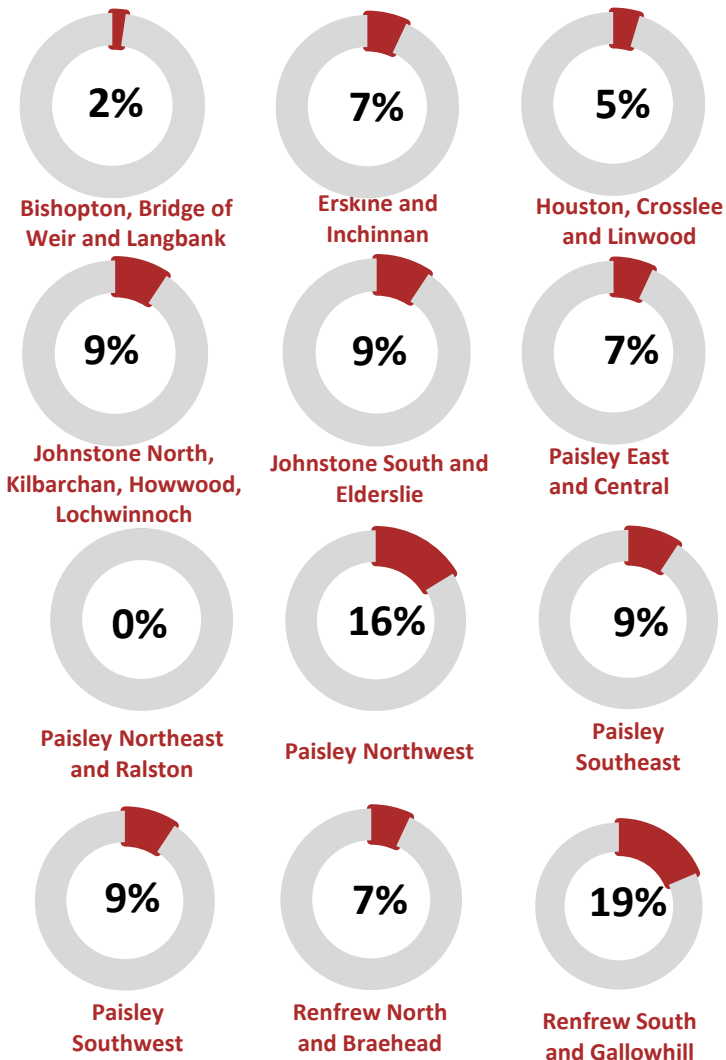 2%
7%
5%
Bishopton, Bridge of
Weir and Langbank
Erskine and
Inchinnan
Houston, Crosslee
and Linwood
9%
9%
7%
Johnstone North,
Kilbarchan, Howwood,
Lochwinnoch
Johnstone South and
Elderslie
Paisley East
and Central
0%
16%
9%
Paisley Northeast
and Ralston
Paisley Northwest
Paisley
Southeast
9%
7%
19%
Paisley
Southwest
Renfrew North
and Braehead
Renfrew South
and Gallowhill